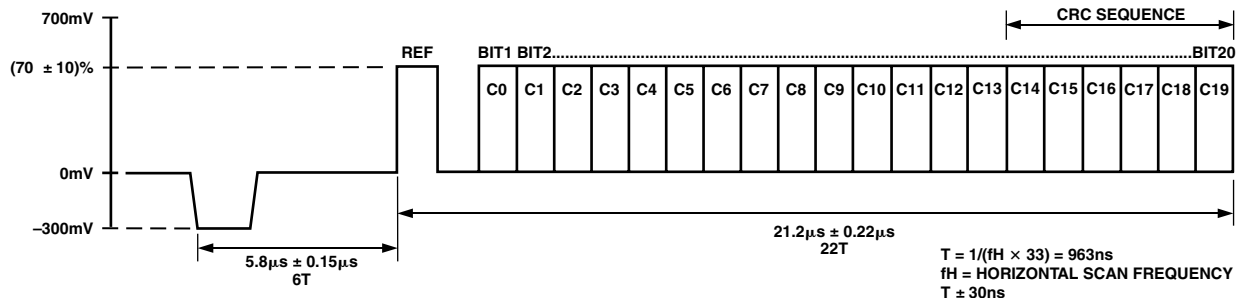 700mV
CRC SEQUENCE
REF
BIT1 BIT2......................................................................................................BIT20
(70 ±10)%
C0 C1 C2 C3 C4 C5 C6 C7 C8 C9 C10 C11 C12 C13 C14 C15 C16 C17 C18 C19
0mV
–300mV
21.2μs ± 0.22μs
22T
5.8μs ± 0.15μs
6T
T = 1/(fH × 33) = 963ns
fH = HORIZONTAL SCAN FREQUENCY
T ± 30ns